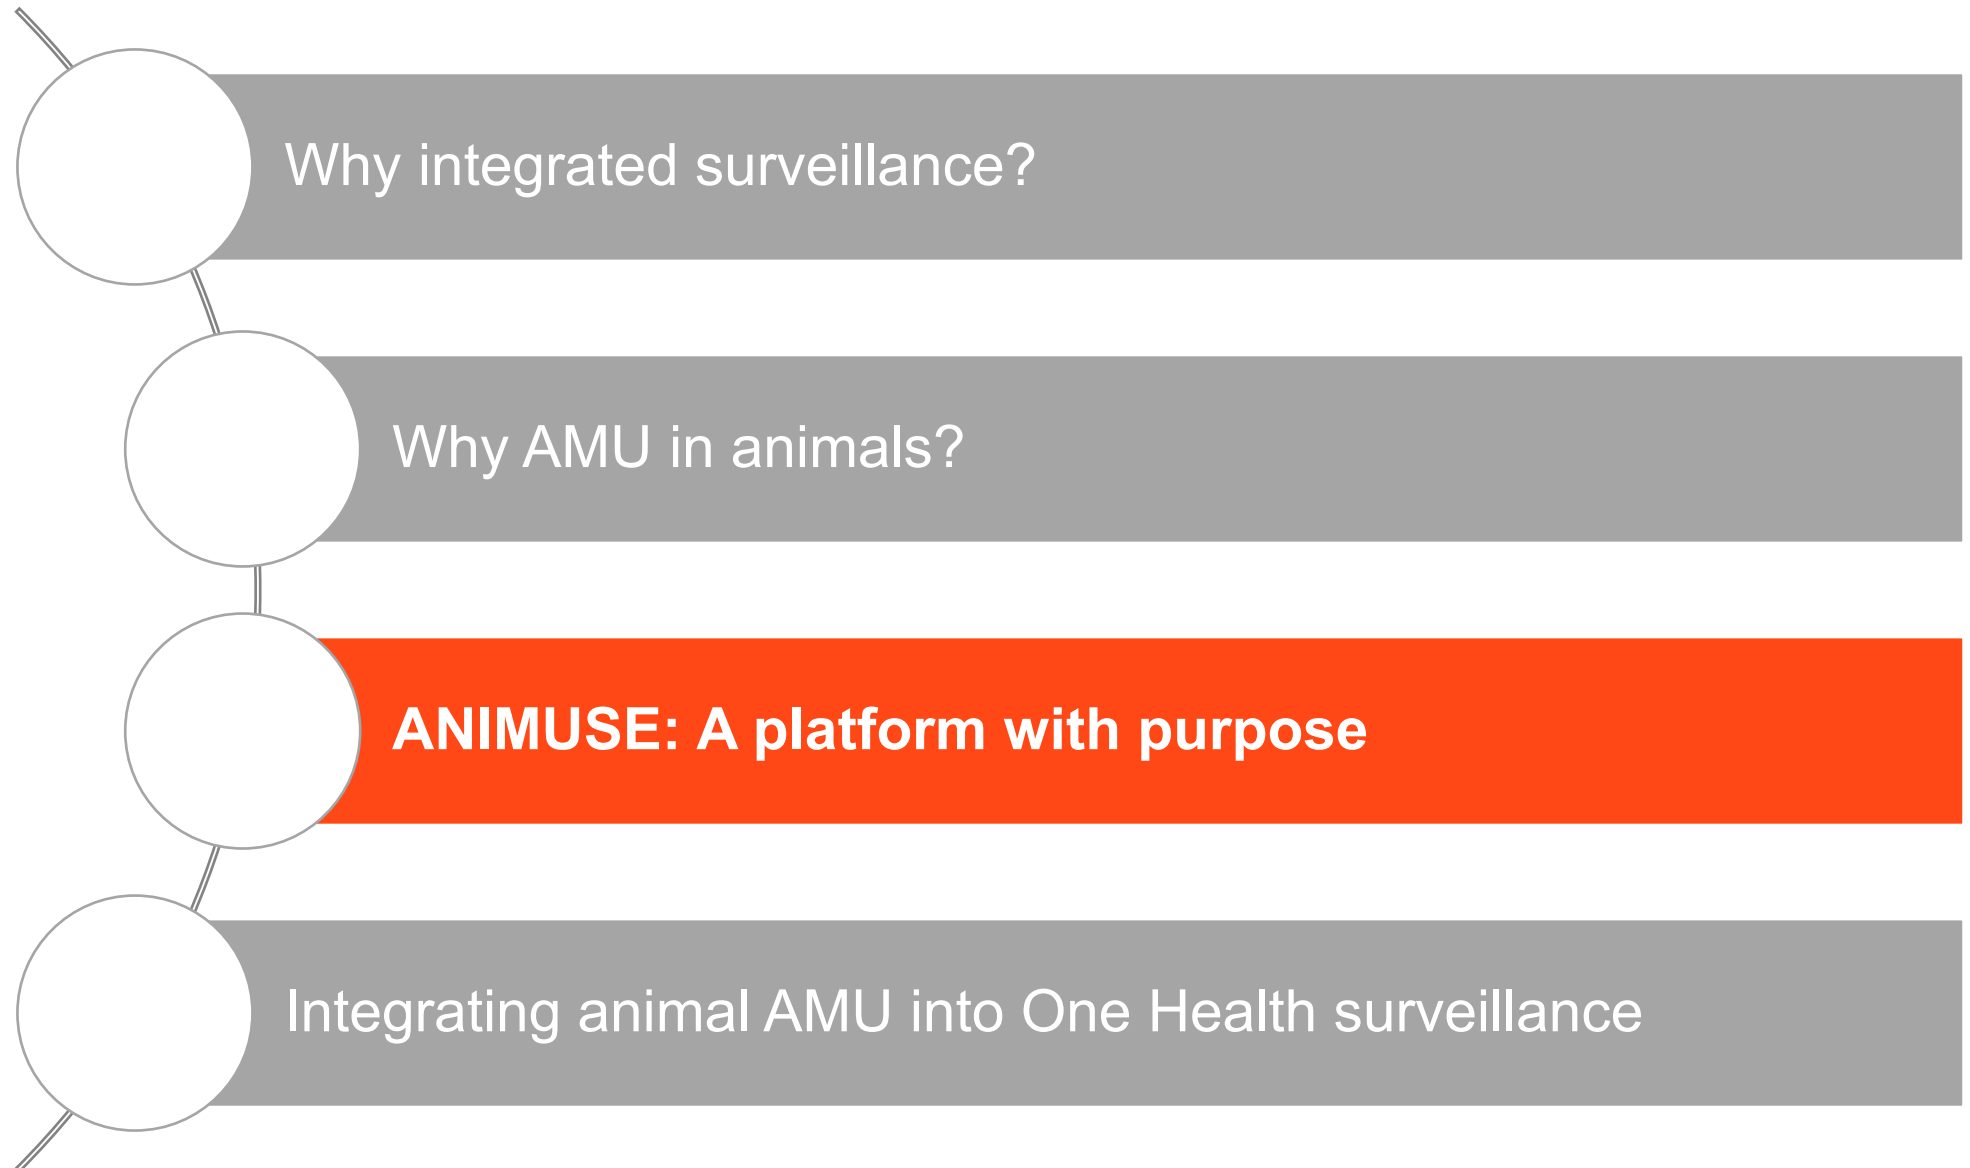 Why integrated surveillance?
Why AMU in animals?
ANIMUSE: A platform with purpose
Integrating animal AMU into One Health surveillance